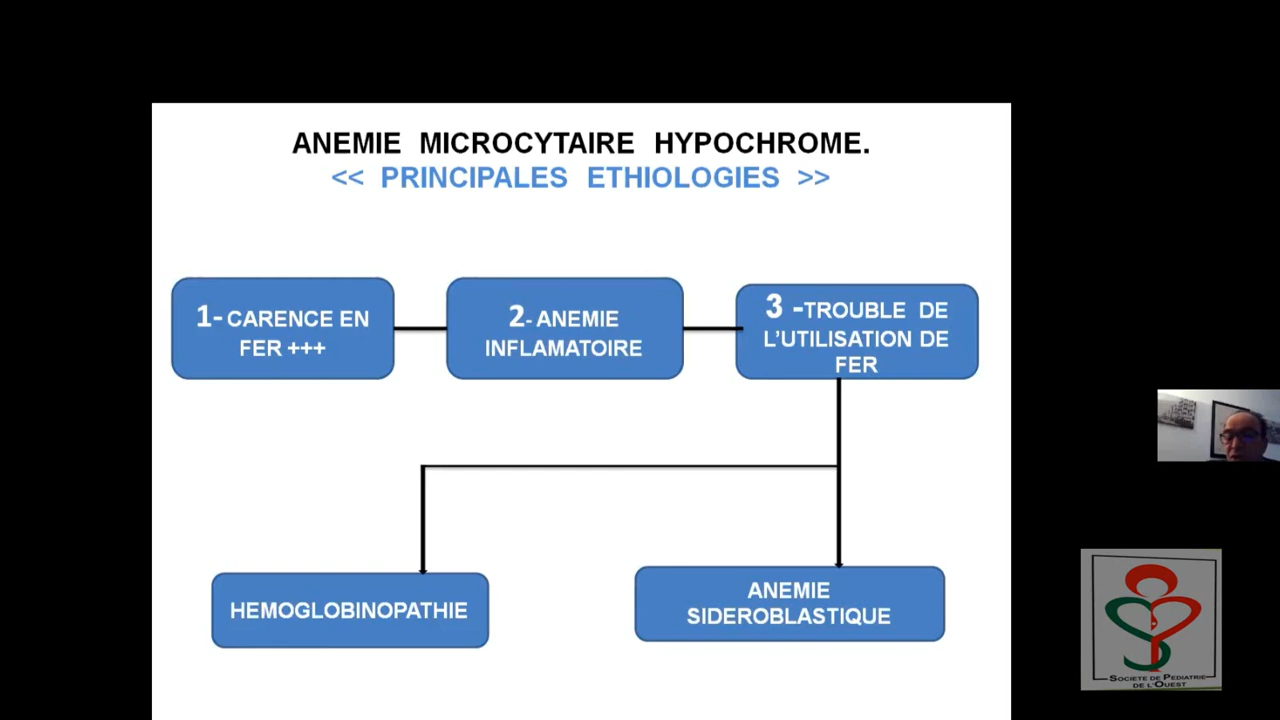 ANEMIE MICROCYTAIRE HYPOCHROME.
<< PRINCIPALES ETHIOLOGIES >>
1- CARENCE EN
FER +++
2- ANEMIE
INFLAMATOIRE
3 -TROUBLE DE
L'UTILISATION DE
FER
HEMOGLOBINOPATHIE
ANEMIE
SIDEROBLASTIQUE
SOCIETE DE PEDIATRIE
DE L'OUEST